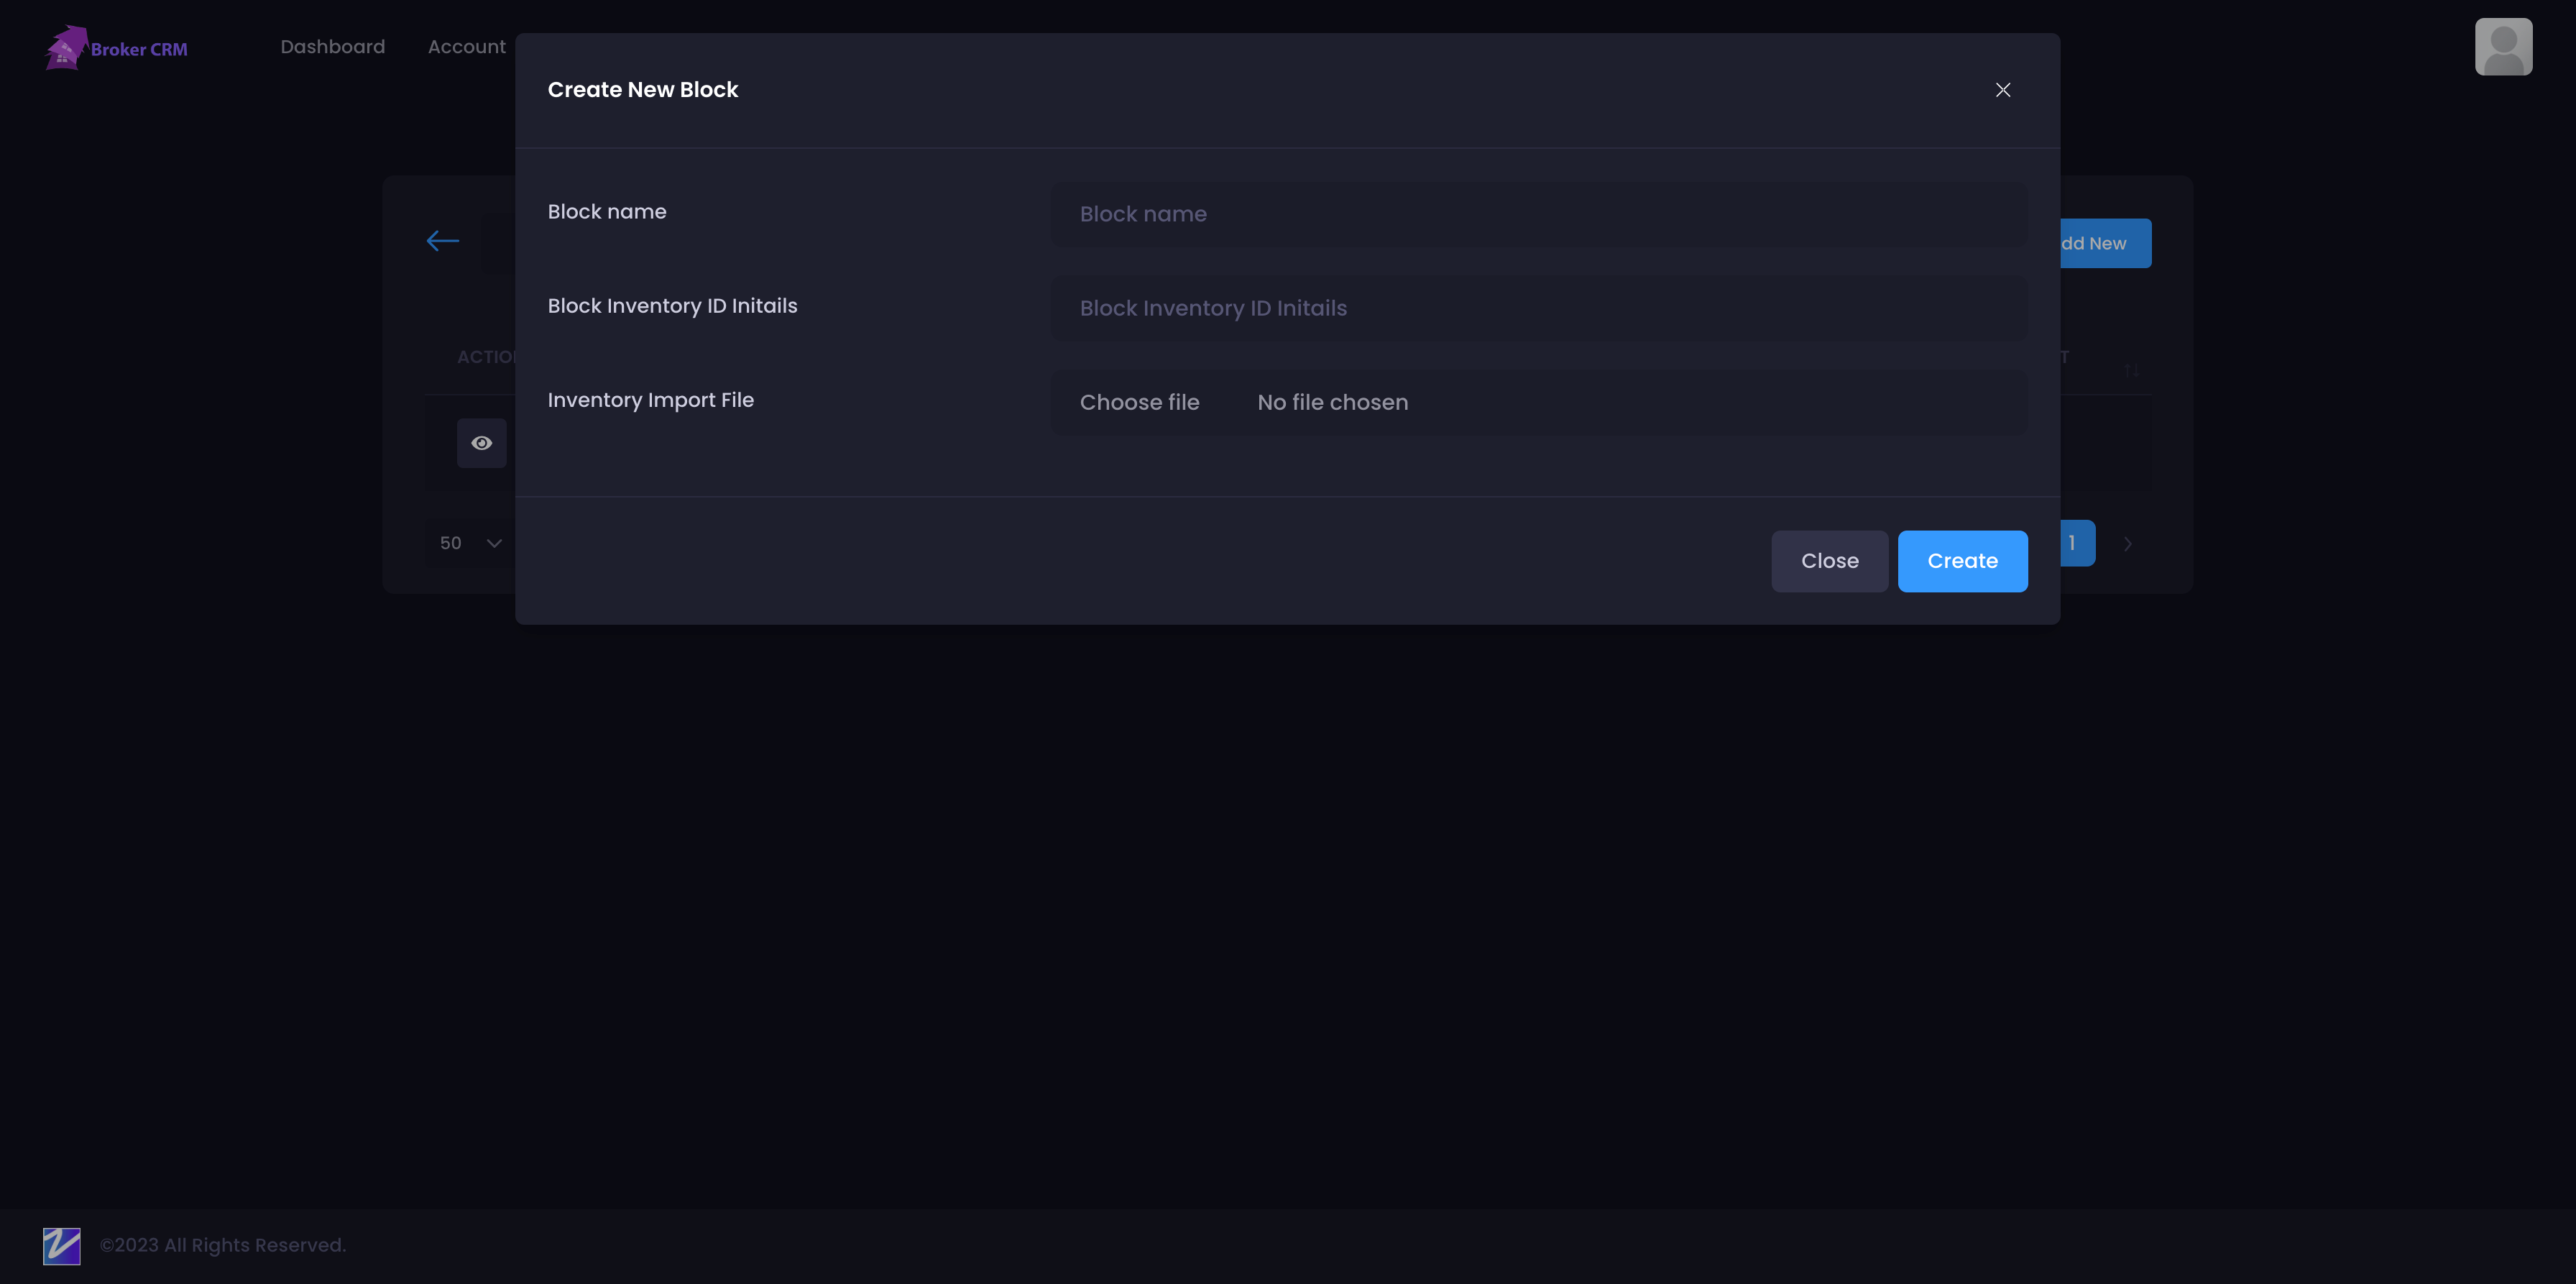 Broker CRM
Dashboard
Account
Create New Block
Block name
Block name
dd New
Block Inventory ID Initails
Block Inventory ID Initails
ACTIO
T
Inventory Import File
Choose file No file chosen
50
1
Close
Create
©2023 All Rights Reserved.